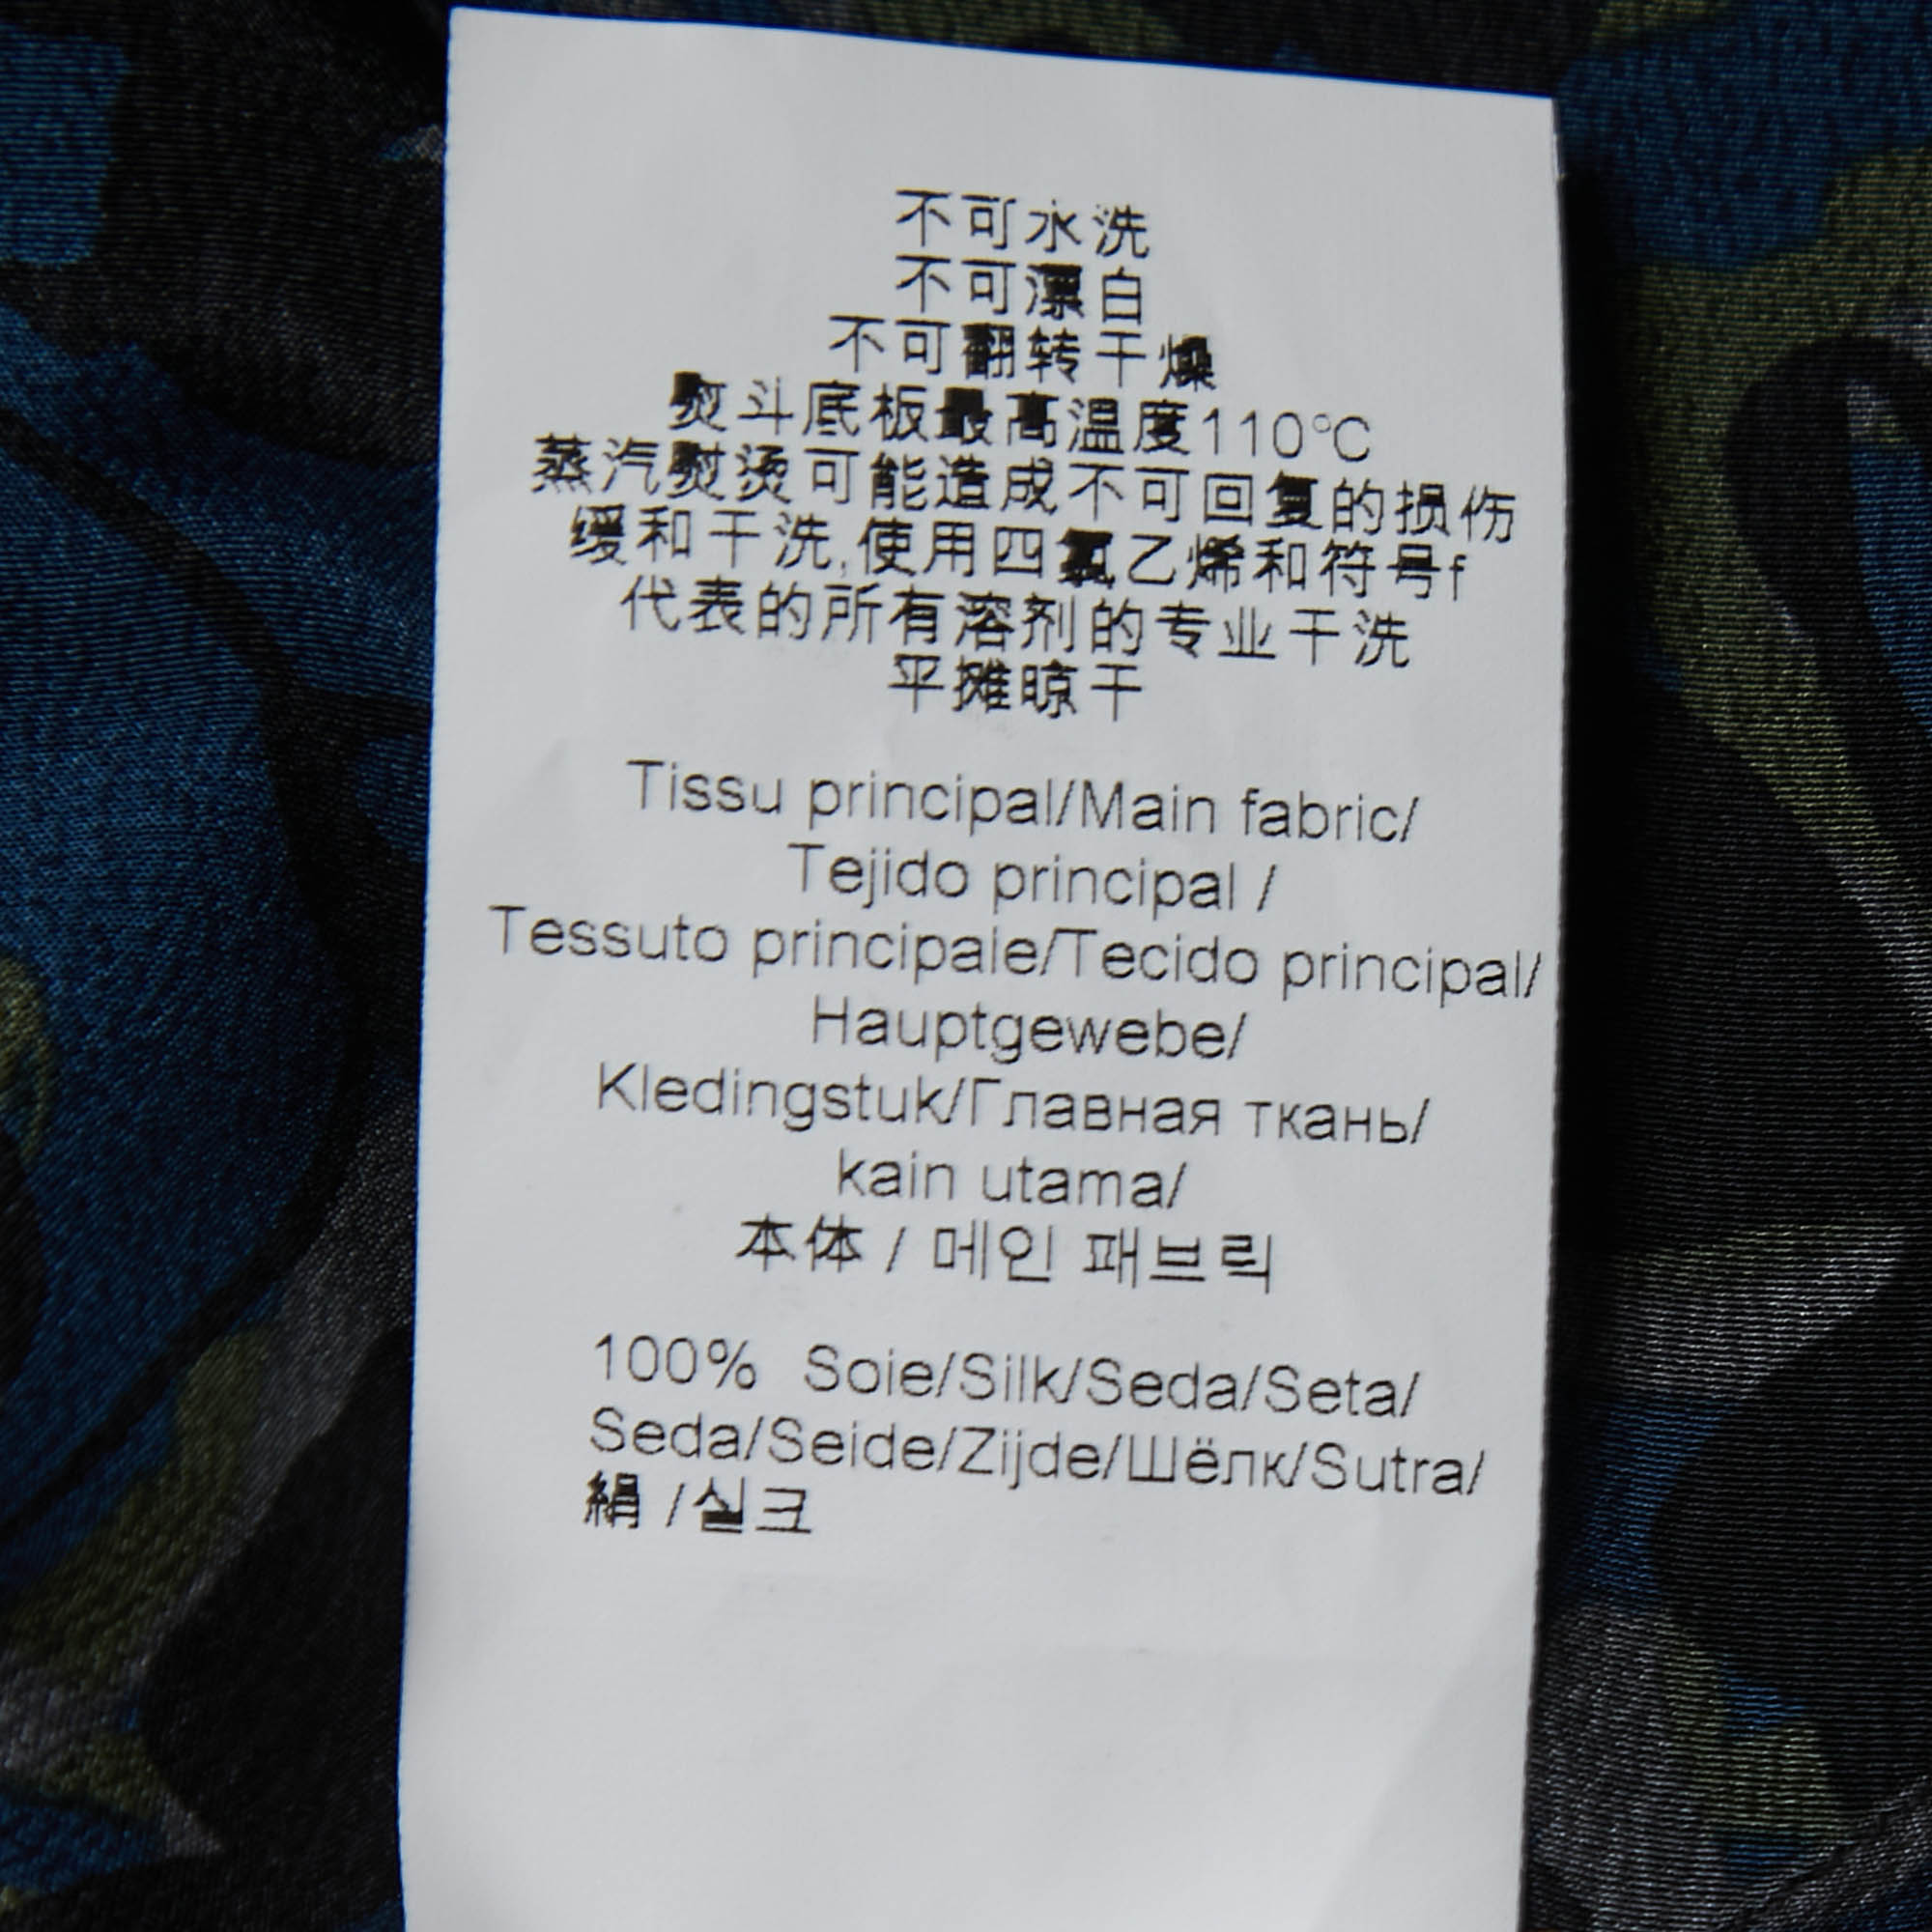 不可水洗
不可漂白
不可翻转干燥
熨斗底板最高温度110℃
蒸汽熨烫可能造成不可回复的损伤
缓和干洗,使用四氯乙烯和符号f
代表的所有溶剂的专业干洗
平摊晾干
Tissu principal/Main fabric/
Tejido principal /
Tessuto principale/Tecido principal/
Hauptgewebe/
Kledingstuk/Главная ткань/
kain utama/
本体 / 메인 패브릭
100% Soie/Silk/Seda/Seta/
Seda/Seide/Zijde/Шёлк/Sutra/
絹 /실크